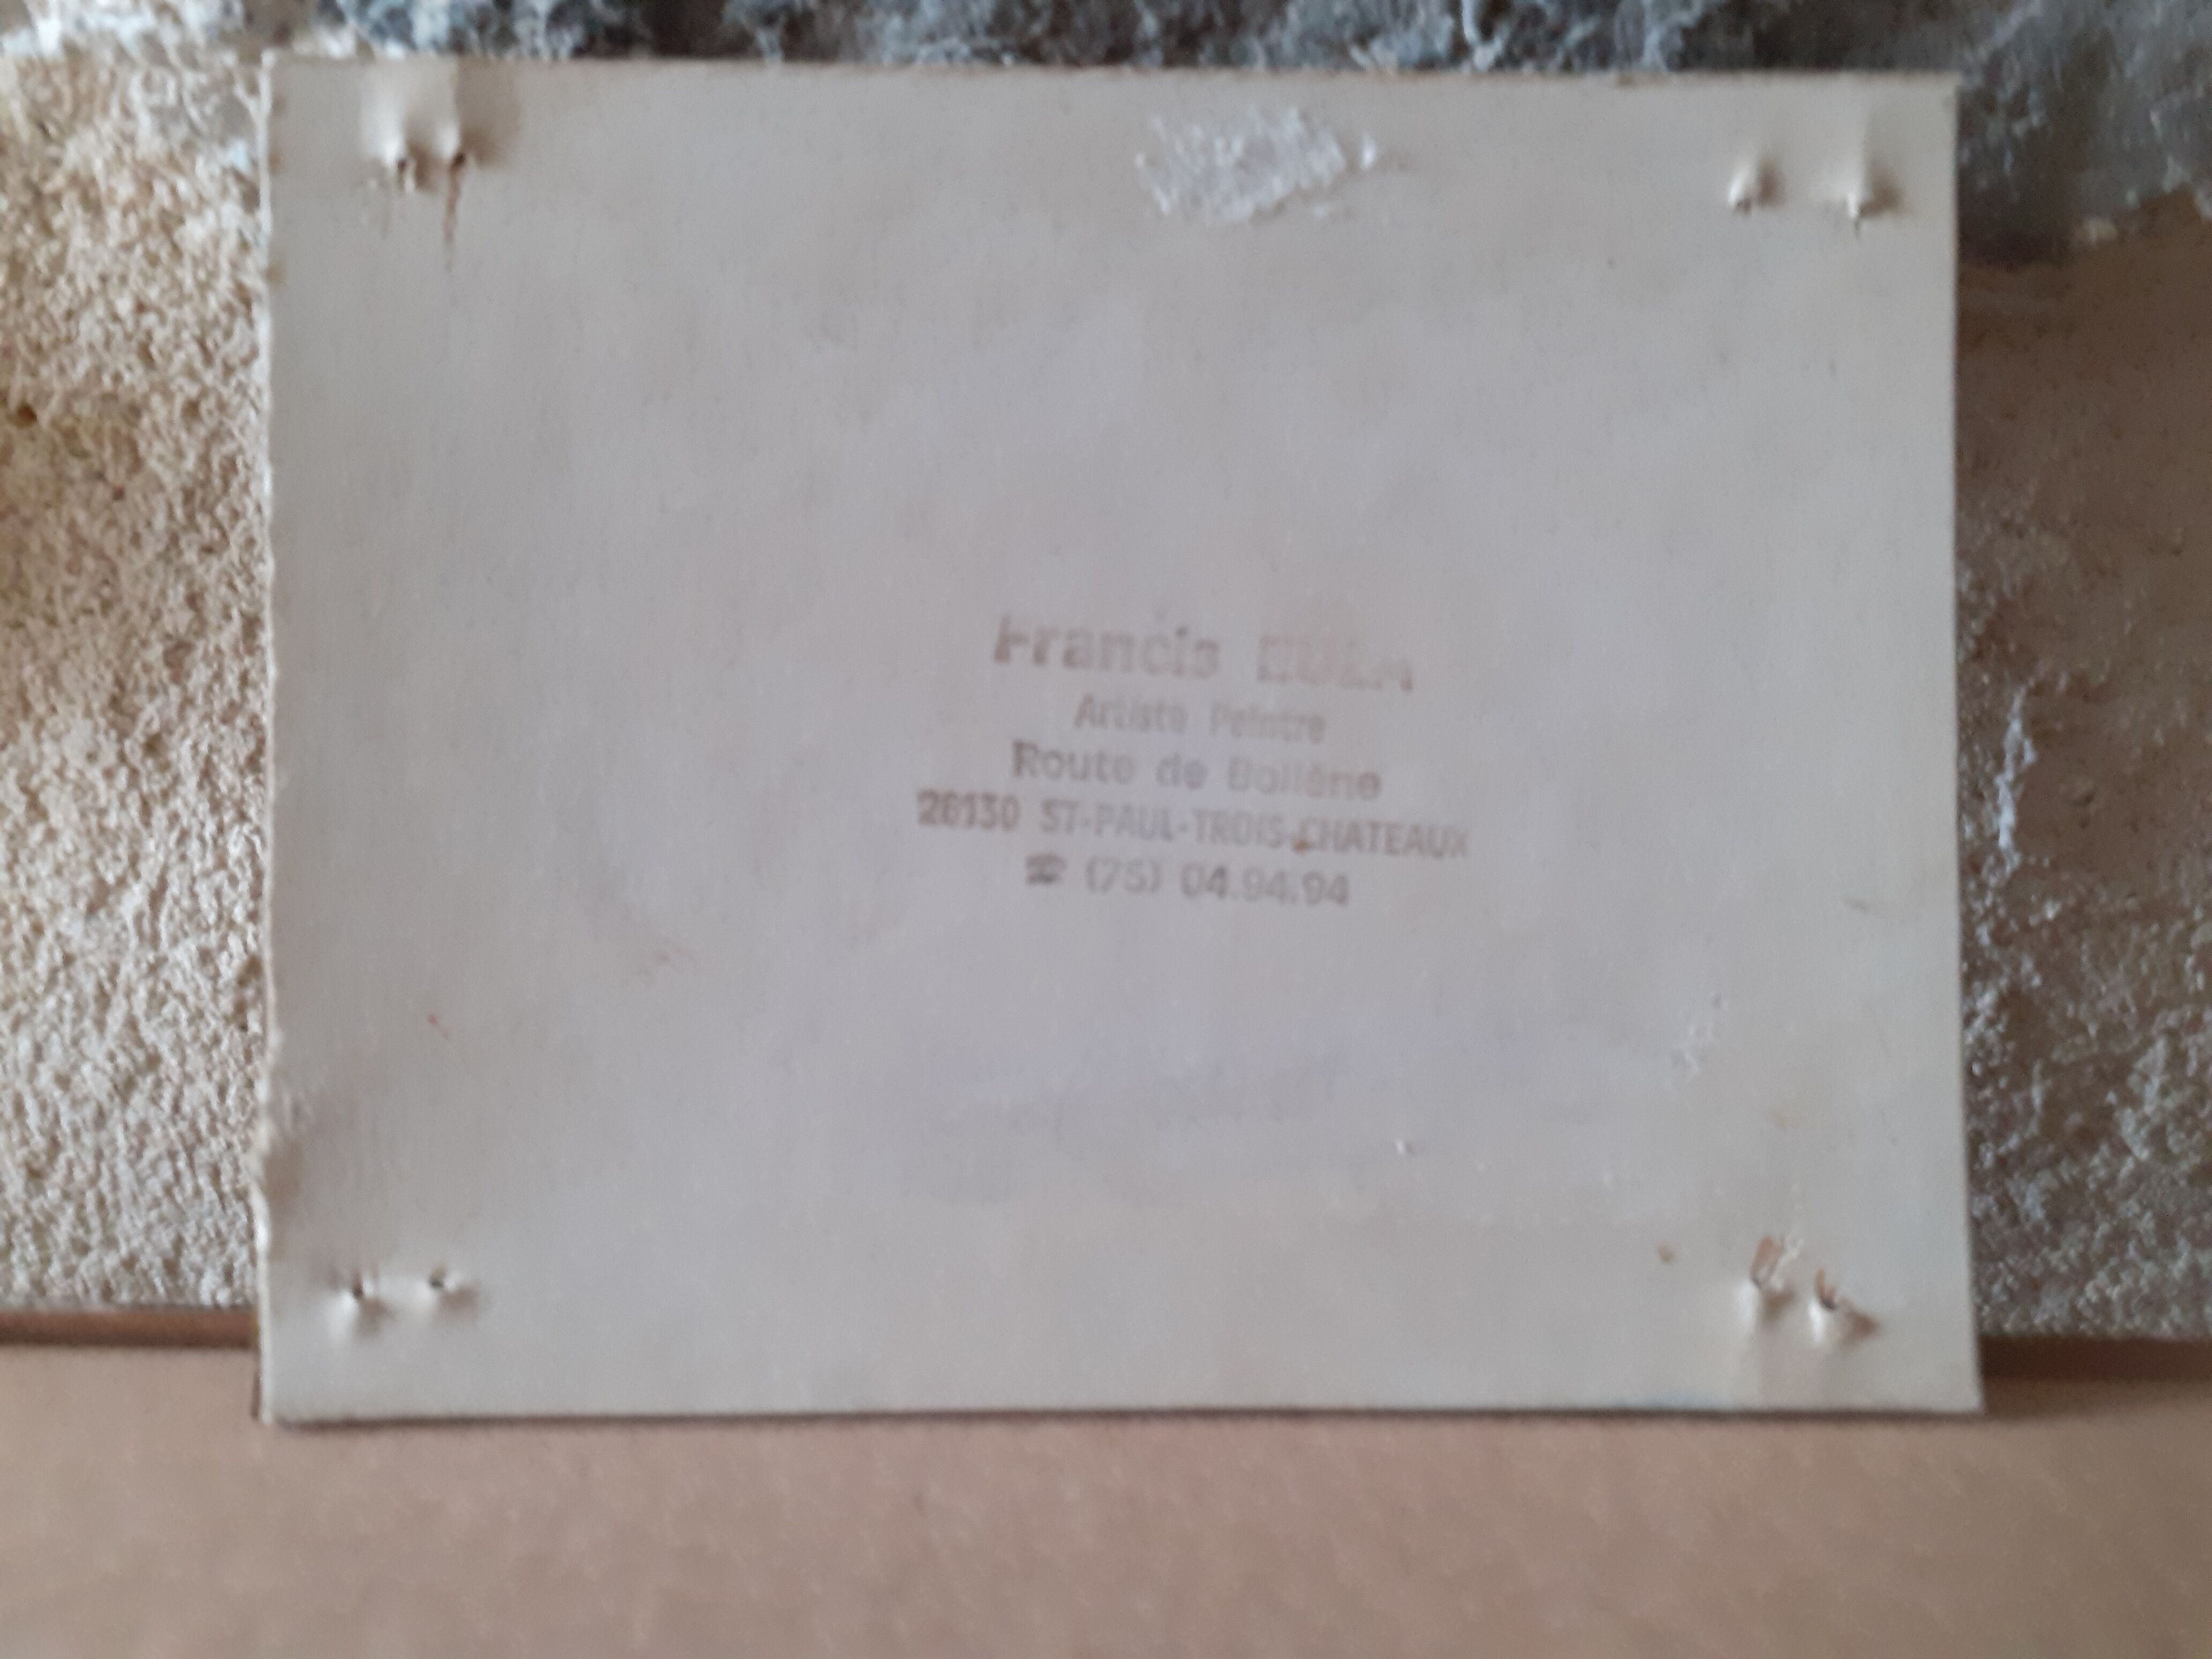 Francis
Artiste Peintre
Route de Bollène
26130 ST-PAUL-TROIS-CHATEAUX
☎ (75) 04.94.94